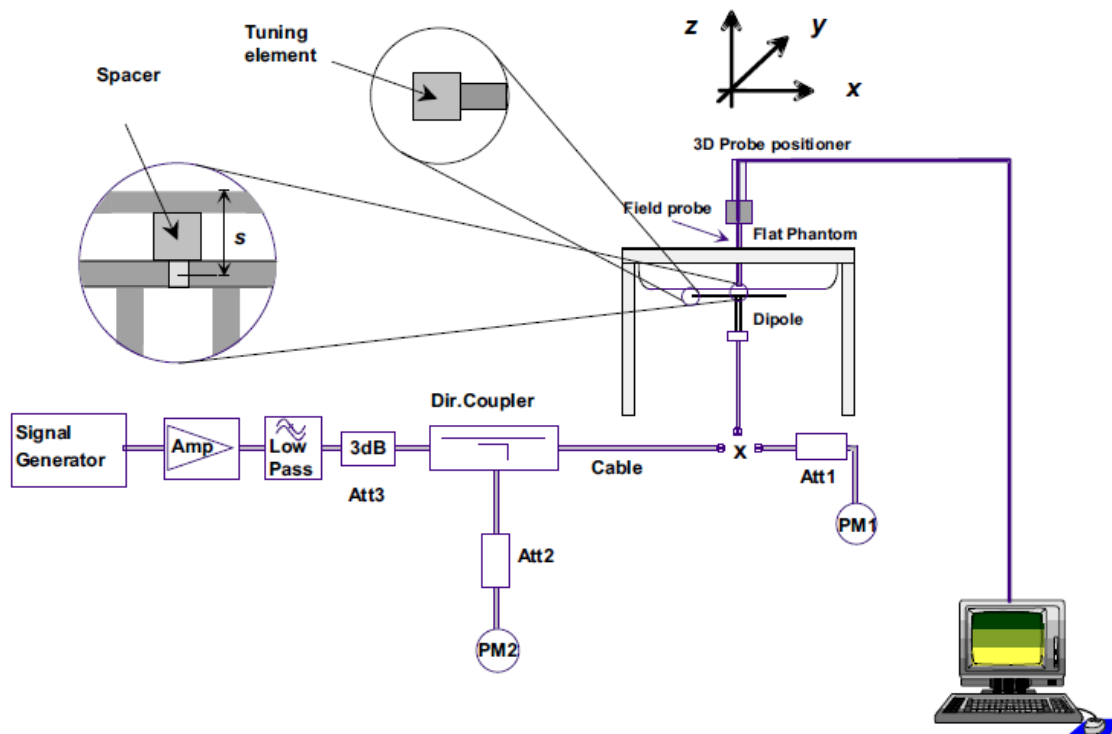 Tuning
element
Spacer
z
y
x
3D Probe positioner
Field probe
Flat Phantom
s
Dipole
Dir.Coupler
Signal
Generator
Amp
Low
Pass
3dB
Att3
Cable
X
Att1
PM1
Att2
PM2